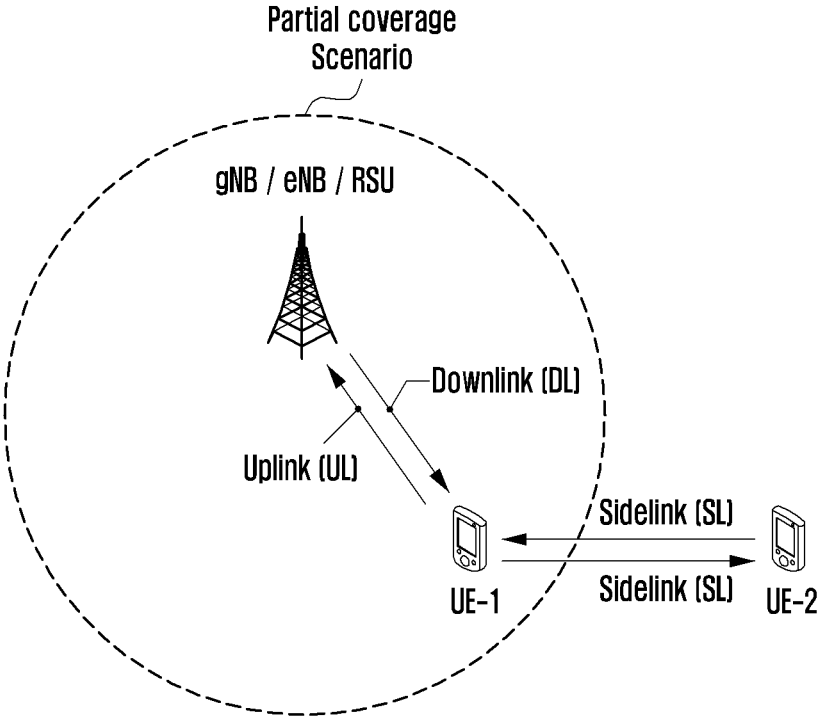 Partial coverage
Scenario
gNB / eNB / RSU
Downlink (DL)
Uplink (UL)
Sidelink (SL)
Sidelink (SL)
UE-1
UE-2